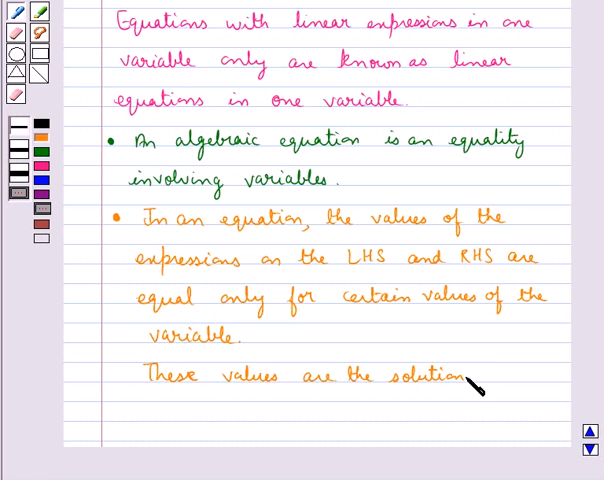 Equations with linear expressions in one
variable only are known as linear
equations in one variable.
• An algebraic equation is an equality
involving variables.
• In an equation, the values of the
expressions on the LHS and RHS are
equal only for certain values of the
variable.
These values are the solution